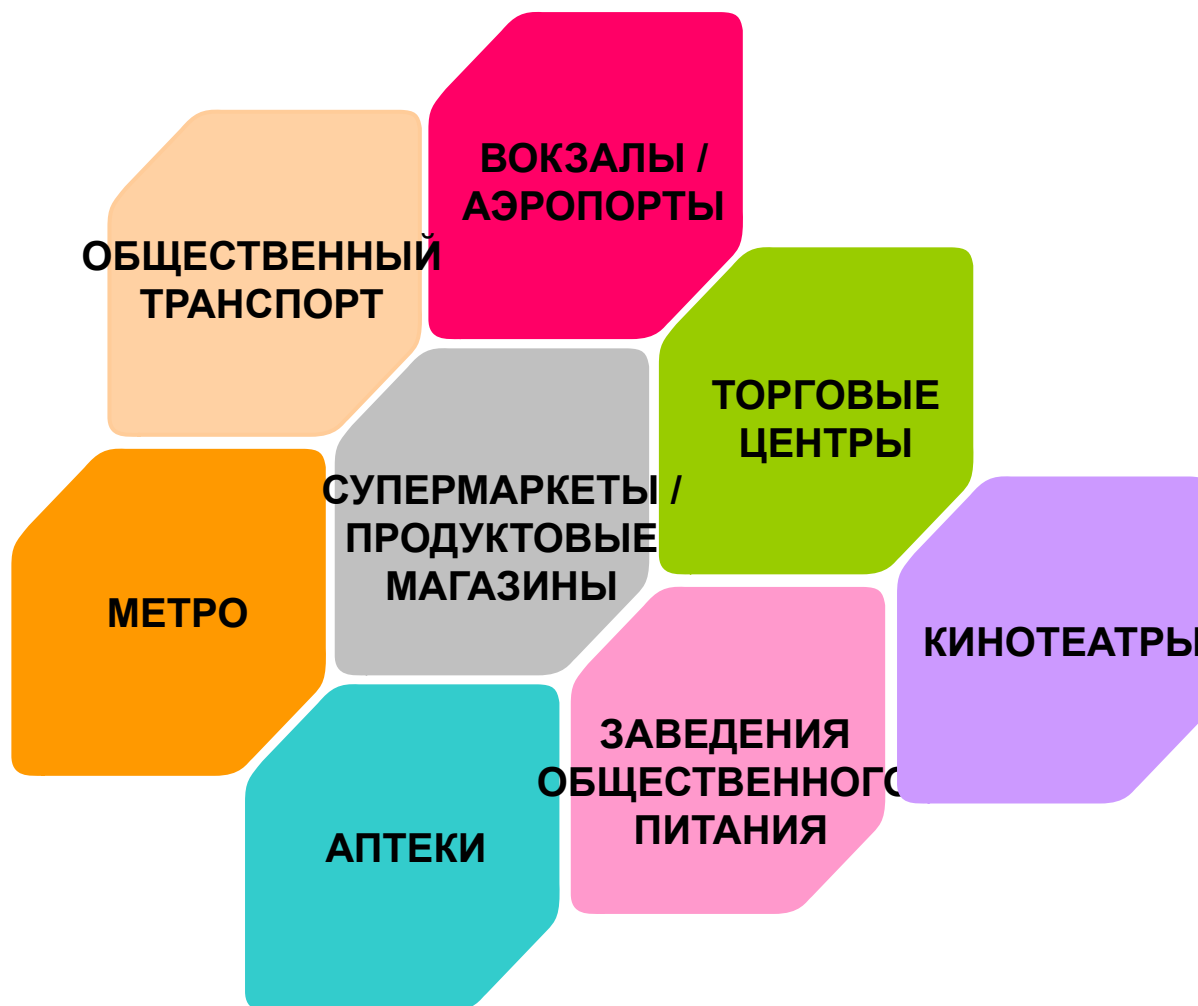 ВОКЗАЛЫ /
АЭРОПОРТЫ
ОБЩЕСТВЕННЫЙ
ТРАНСПОРТ
ТОРГОВЫЕ
ЦЕНТРЫ
СУПЕРМАРКЕТЫ /
ПРОДУКТОВЫЕ
МАГАЗИНЫ
МЕТРО
КИНОТЕАТРЫ
ЗАВЕДЕНИЯ
ОБЩЕСТВЕННОГО
ПИТАНИЯ
АПТЕКИ